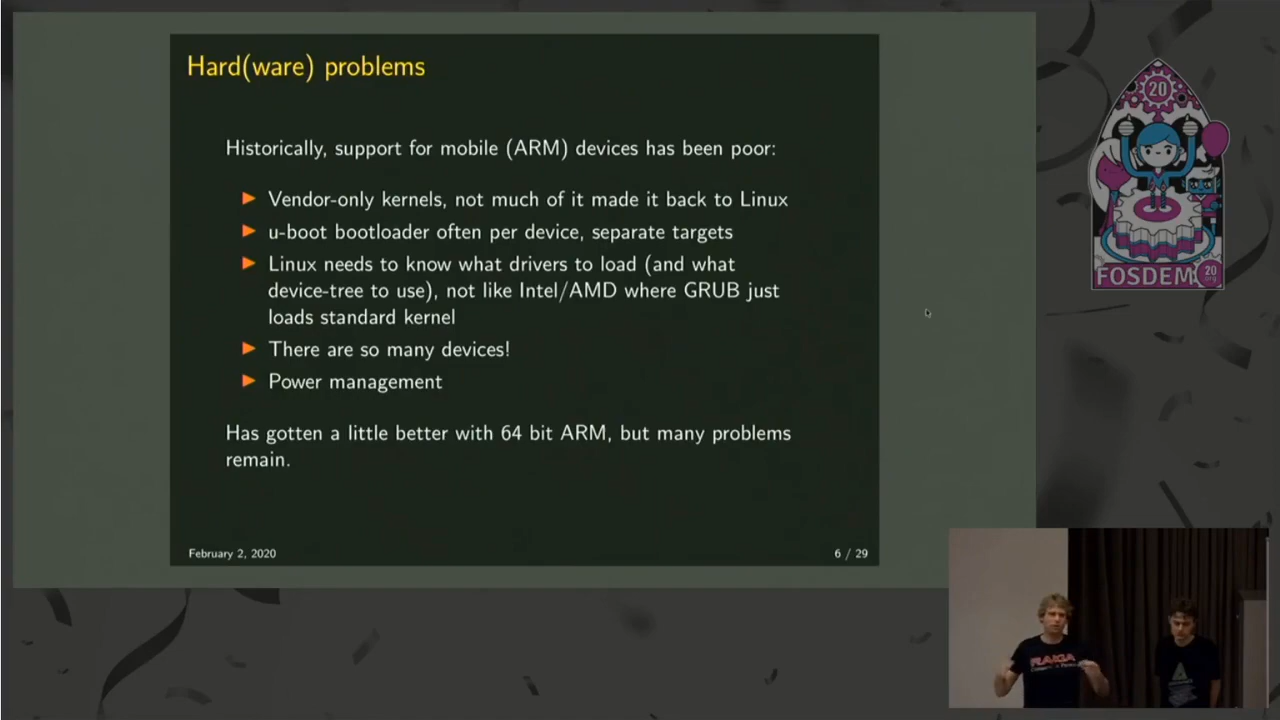 Hard(ware) problems
Historically, support for mobile (ARM) devices has been poor:
Vendor-only kernels, not much of it made it back to Linux
u-boot bootloader often per device, separate targets
Linux needs to know what drivers to load (and what
device-tree to use), not like Intel/AMD where GRUB just
loads standard kernel
There are so many devices!
Power management
Has gotten a little better with 64 bit ARM, but many problems
remain.
February 2, 2020
6 / 29
20
FOSDEM
20
.org